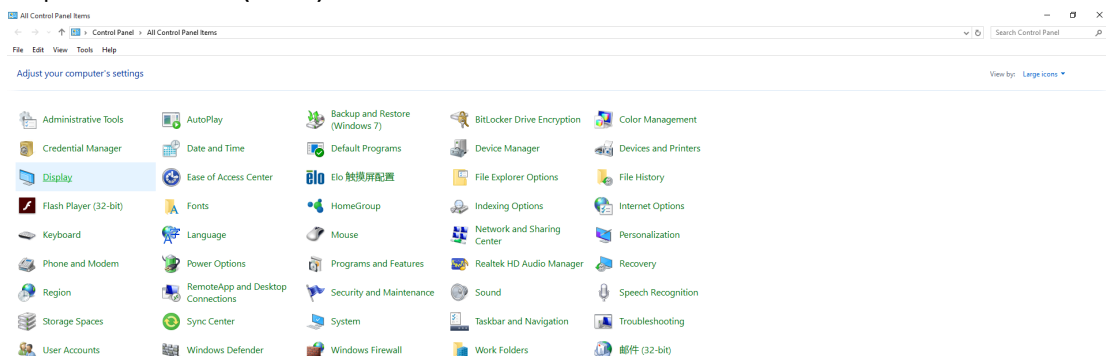 All Control Panel Items
Control Panel > All Control Panel Items
Search Control Panel
File Edit View Tools Help
Adjust your computer's settings
View by: Large icons
Administrative Tools
AutoPlay
Backup and Restore
(Windows 7)
BitLocker Drive Encryption
Color Management
Credential Manager
Date and Time
Default Programs
Device Manager
Devices and Printers
Display
Ease of Access Center
elo
Elo 触摸屏配置
File Explorer Options
File History
Flash Player (32-bit)
Fonts
HomeGroup
Indexing Options
Internet Options
Keyboard
Language
Mouse
Network and Sharing
Center
Personalization
Phone and Modem
Power Options
Programs and Features
Realtek HD Audio Manager
Recovery
Region
RemoteApp and Desktop
Connections
Security and Maintenance
Sound
Speech Recognition
Storage Spaces
Sync Center
System
Taskbar and Navigation
Troubleshooting
User Accounts
Windows Defender
Windows Firewall
Work Folders
邮件 (32-bit)